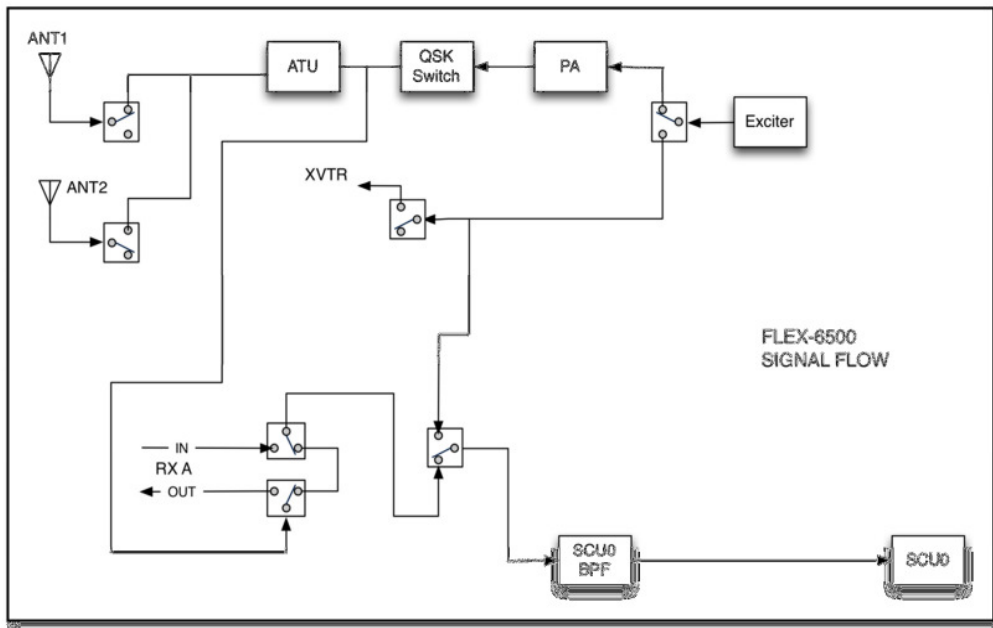 ANT1
ATU
QSK
Switch
PA
Exciter
ANT2
XVTR
FLEX-6500
SIGNAL FLOW
IN
RX A
OUT
SCU0
BPF
SCU0